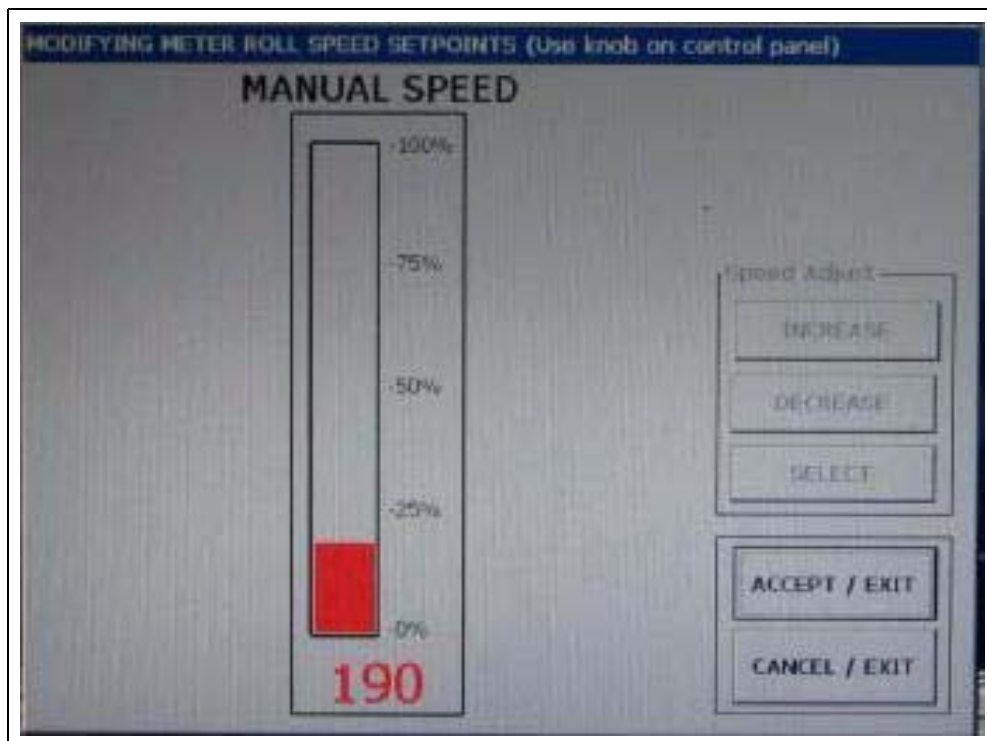 MODIFYING METER ROLL SPEED SETPOINTS (Use knob on control panel)
MANUAL SPEED
-100%
-75%
-50%
-25%
-0%
190
Speed Adjust
INCREASE
DECREASE
SELECT
ACCEPT / EXIT
CANCEL / EXIT